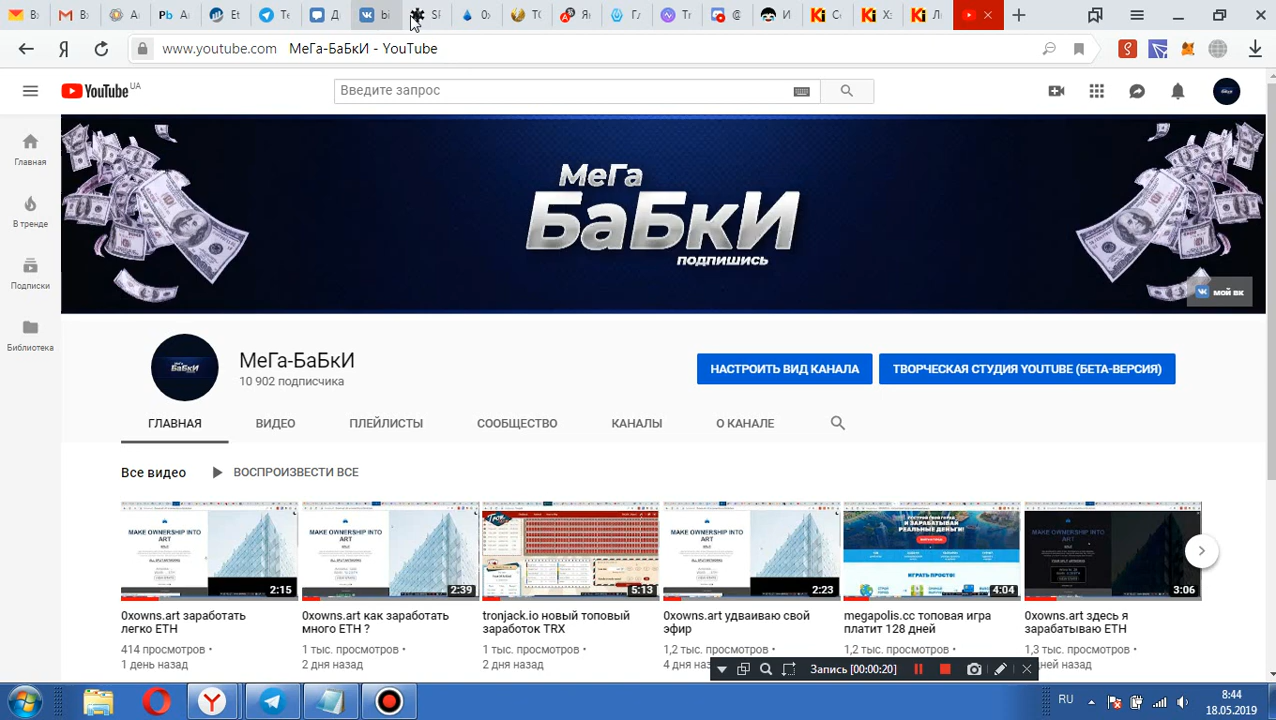 www.youtube.com МеГа-БаБкИ - YouTube
YouTube UA
Введите запрос
Главная
В тренде
Подписки
Библиотека
МеГа
БаБкИ
подпишись
мой вк
МеГа-БаБкИ
10 902 подписчика
НАСТРОИТЬ ВИД КАНАЛА
ТВОРЧЕСКАЯ СТУДИЯ YOUTUBE (БЕТА-ВЕРСИЯ)
ГЛАВНАЯ ВИДЕО ПЛЕЙЛИСТЫ СООБЩЕСТВО КАНАЛЫ О КАНАЛЕ
Все видео ВОСПРОИЗВЕСТИ ВСЕ
MAKE OWNERSHIP INTO
ART
2:15
MAKE OWNERSHIP INTO
ART
2:39
5:13
MAKE OWNERSHIP INTO
ART
2:23
И ЗАРАБАТЫВАЙ
РЕАЛЬНЫЕ ДЕНЬГИ!
ИГРАТЬ ПРОСТО!
4:04
MAKE OWNERSHIP INTO
ART
3:06
0xowns.art заработать
легко ETH
414 просмотров •
1 день назад
0xowns.art как заработать
много ETH ?
1 тыс. просмотров •
2 дня назад
tronjack.io новый топовый
заработок TRX
1 тыс. просмотров •
2 дня назад
0xowns.art удваиваю свой
эфир
1,2 тыс. просмотров •
4 дня
megapolis.cc топовая игра
платит 128 дней
1,2 тыс. просмотров •
0xowns.art здесь я
зарабатываю ETH
1,3 тыс. просмотров •
дней назад
Запись [00:00:20]
RU
8:44
18.05.2019